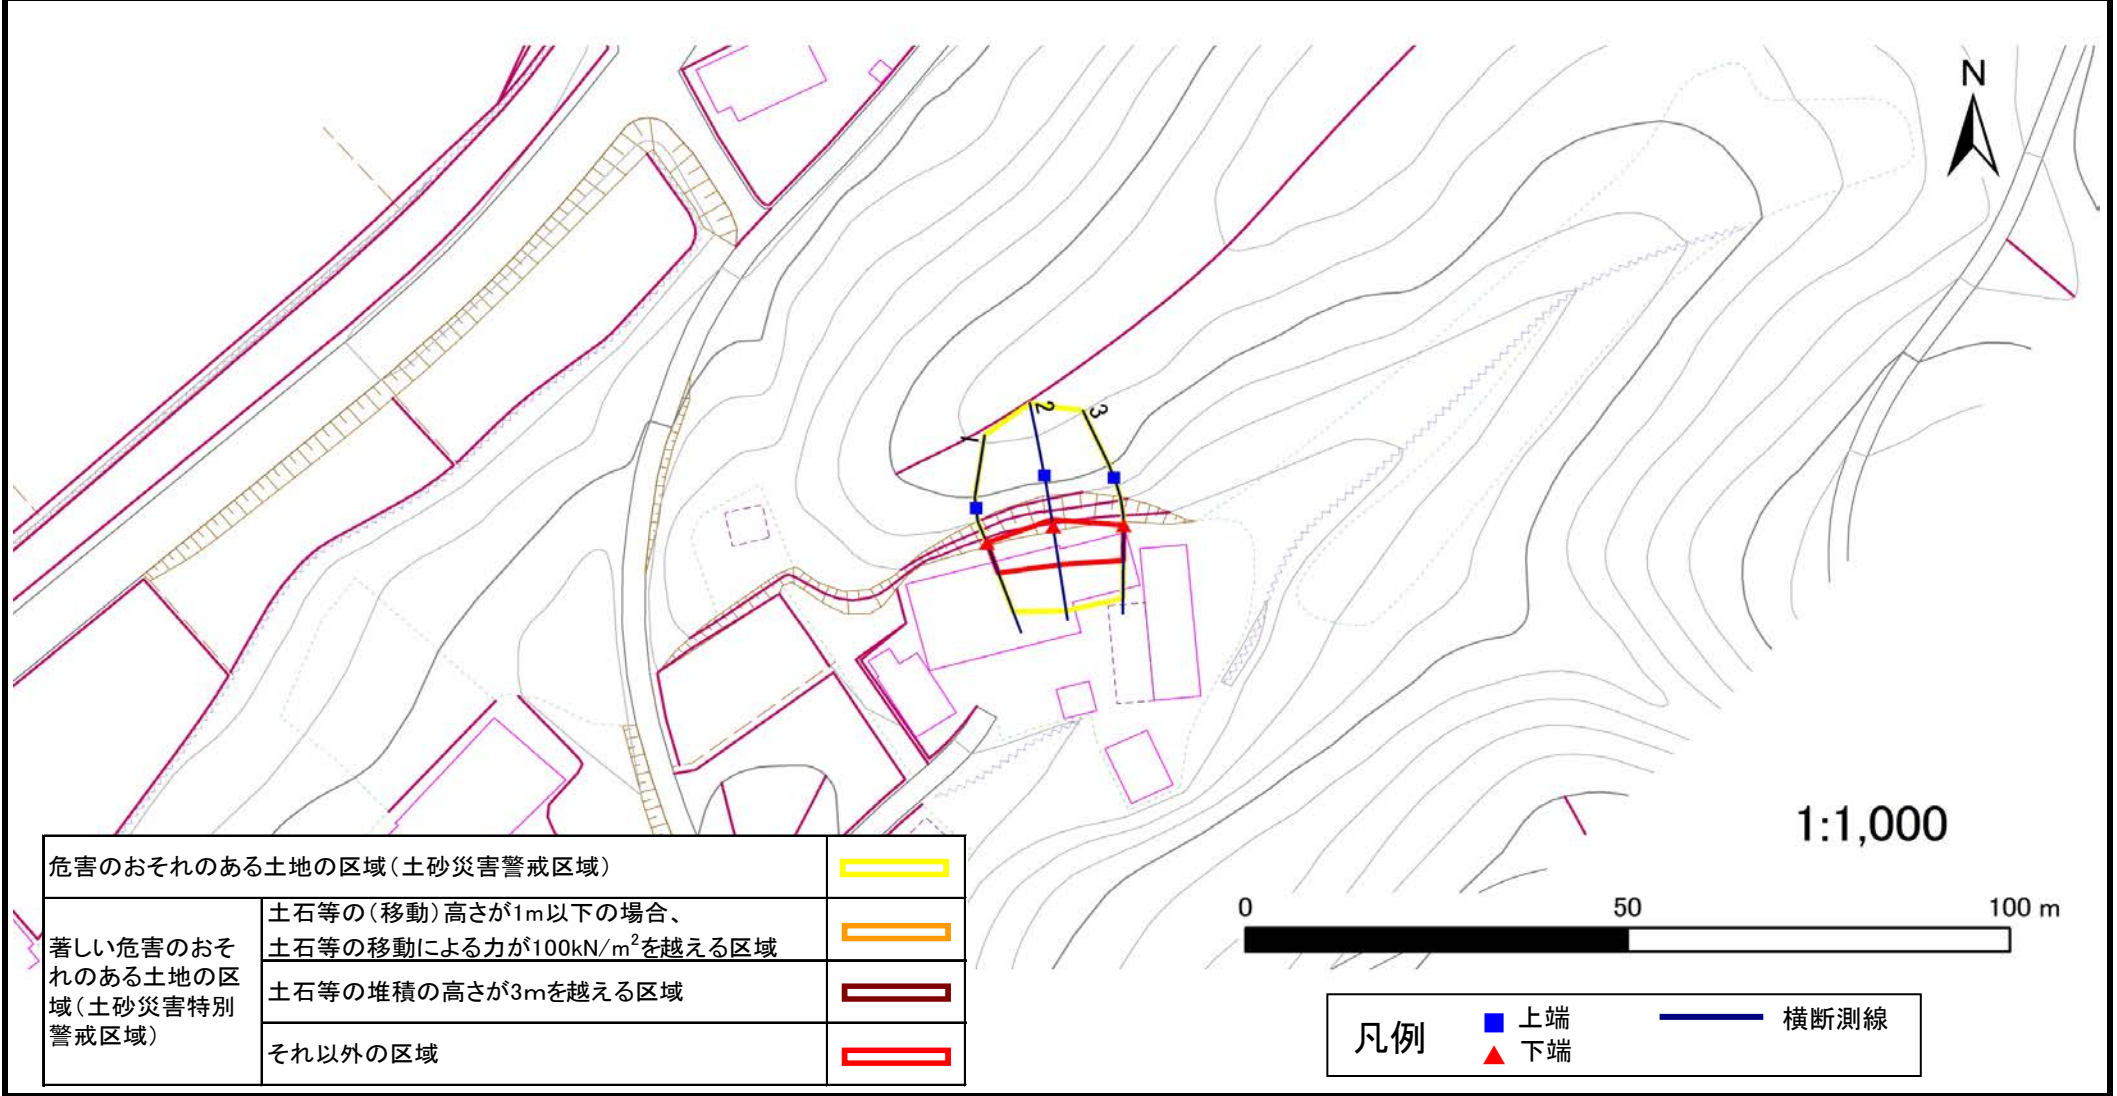 N
1
2
3
1:1,000
0 50 100 m
危害のおそれのある土地の区域(土砂災害警戒区域)
著しい危害のおそ
れのある土地の区
域(土砂災害特別
警戒区域)
土石等の(移動)高さが1m以下の場合、
土石等の移動による力が100kN/m²を越える区域
土石等の堆積の高さが3mを越える区域
それ以外の区域
凡例
上端
下端
横断測線